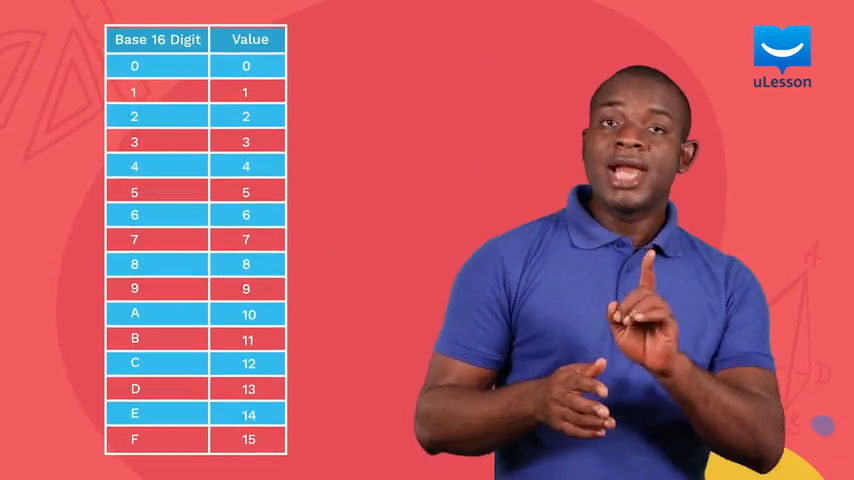 Base 16 Digit Value
0 0
1 1
2 2
3 3
4 4
5 5
6 6
7 7
8 8
9 9
A 10
B 11
C 12
D 13
E 14
F 15
uLesson
A
D
B